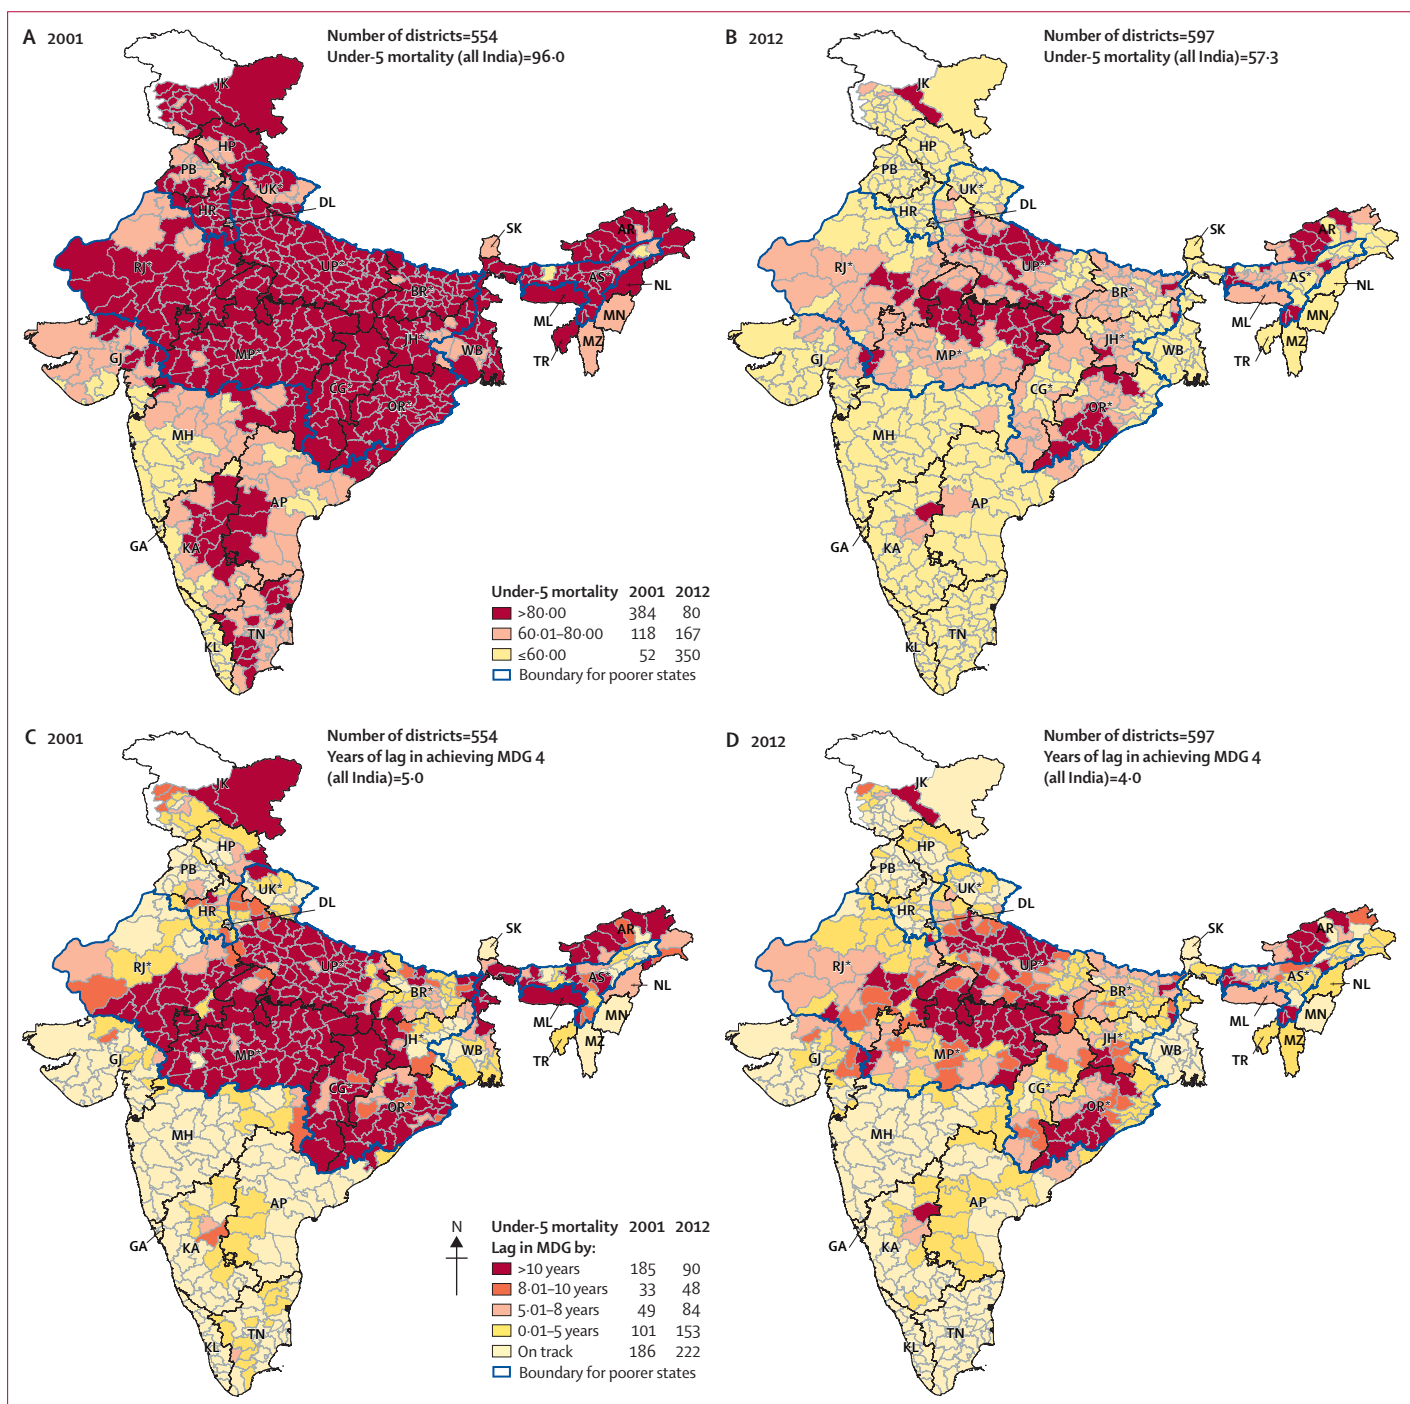 A 2001
Number of districts=554
Under-5 mortality (all India)=96·0
JK
HP
PB
UK*
HR
DL
SK
AR
RJ*
UP*
BR*
AS*
NL
ML
MN
TR
MZ
GJ
MP*
JH*
WB
CG*
OR*
MH
AP
GA
KA
TN
KL
B 2012
Number of districts=597
Under-5 mortality (all India)=57·3
JK
HP
PB
UK*
HR
DL
SK
AR
RJ*
UP*
BR*
AS*
NL
ML
MN
TR
MZ
GJ
MP*
JH*
WB
CG*
OR*
MH
AP
GA
KA
TN
KL
Under-5 mortality 2001 2012
>80·00 384 80
60·01–80·00 118 167
≤60·00 52 350
Boundary for poorer states
C 2001
Number of districts=554
Years of lag in achieving MDG 4
(all India)=5·0
JK
HP
PB
UK*
HR
DL
SK
AR
RJ*
UP*
BR*
AS*
NL
ML
MN
TR
MZ
GJ
MP*
JH*
WB
CG*
OR*
MH
AP
GA
KA
TN
KL
D 2012
Number of districts=597
Years of lag in achieving MDG 4
(all India)=4·0
JK
HP
PB
UK*
HR
DL
SK
AR
RJ*
UP*
BR*
AS*
NL
ML
MN
TR
MZ
GJ
MP*
JH*
WB
CG*
OR*
MH
AP
GA
KA
TN
KL
N
Under-5 mortality 2001 2012
Lag in MDG by:
>10 years 185 90
8·01–10 years 33 48
5·01–8 years 49 84
0·01–5 years 101 153
On track 186 222
Boundary for poorer states